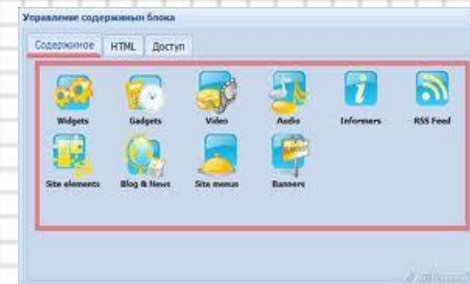 Управление содержимым блока
Содержимое HTML Доступ
Widgets Gadgets Video Audio Informers RSS Feed
Site elements Blog & News Site menus Banners